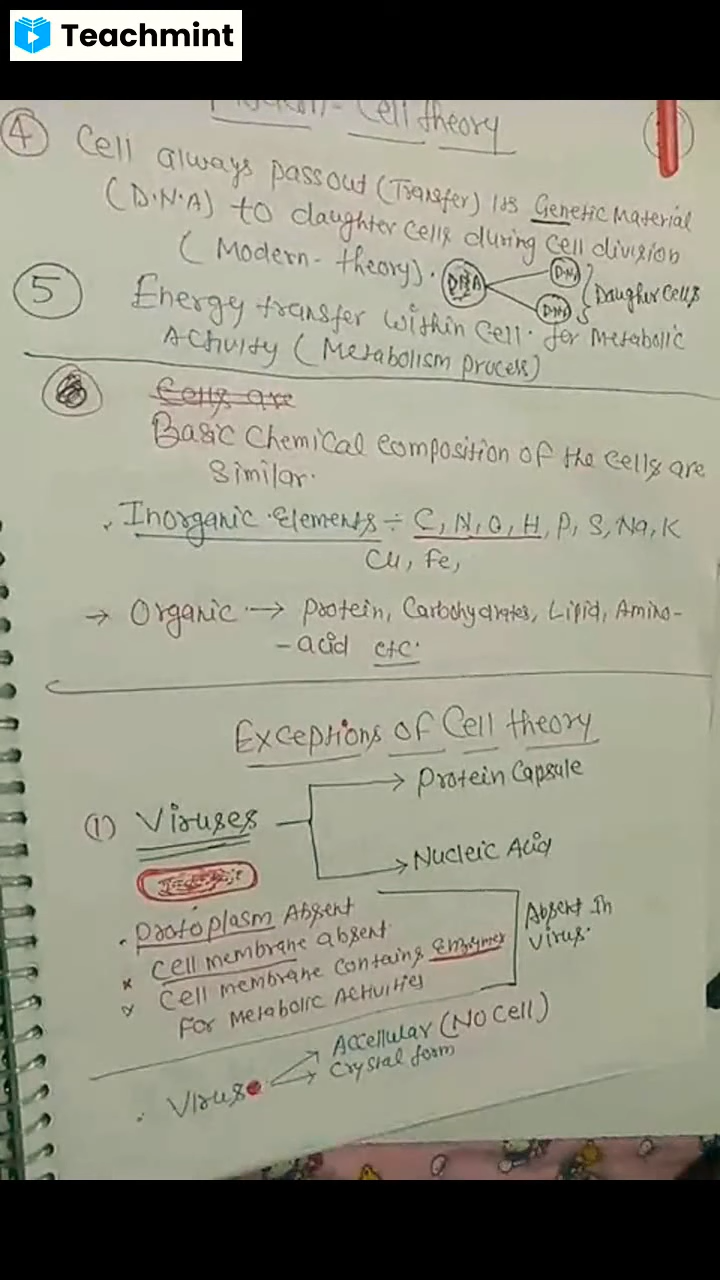 Teachmint
Modern - Cell theory
④ Cell always passout (Transfer) its Genetic Material
(D.N.A) to daughter cells during cell division
( Modern - theory).
DNA
DNA
DNA
Daugher Cells
⑤ Energy transfer within cell. for Metabolic
Activity (Metabolism process)
Cells are
Basic Chemical composition of the cells are
Similar.
. Inorganic Elements ÷ C, N, O, H, P, S, Na, K
Cu, Fe,
→ Organic → Protein, Carbohydrates, Lipid, Amino-
-acid etc.
Exceptions of Cell theory
(1) Viruses
→ Protein Capsule
→ Nucleic Acid
. Protoplasm Absent
× Cell membrane absent
× Cell membrane contains Enzymes
for Metabolic Activities
Absent in
virus.
. Virus
→ Accellular (NO Cell)
→ Crystal form